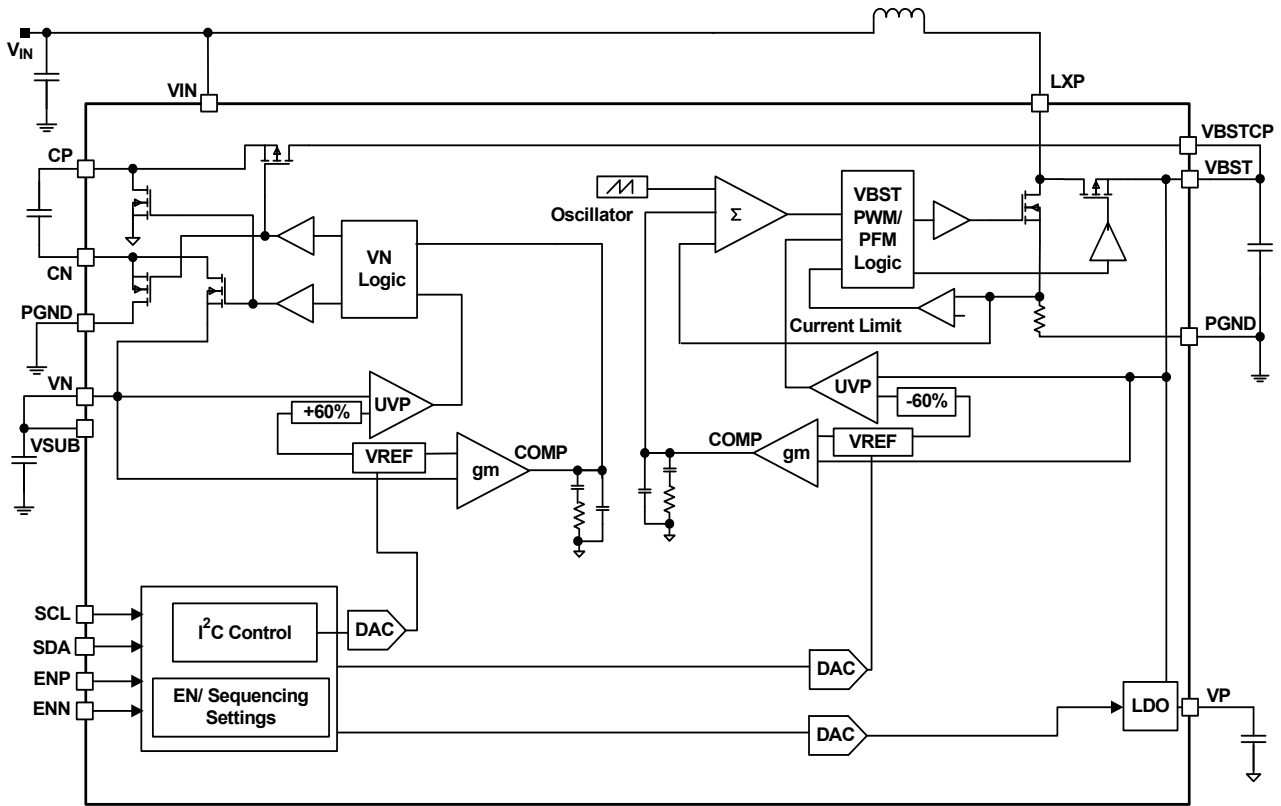 VIN
VIN
LXP
VBSTCP
CP
VBST
Oscillator
Σ
VBST
PWM/
PFM
Logic
VN
Logic
CN
PGND
Current Limit
PGND
VN
UVP
+60%
UVP
-60%
VSUB
VREF
COMP
gm
COMP
gm
VREF
SCL
I2C Control
DAC
SDA
DAC
ENP
EN/ Sequencing
Settings
ENN
LDO
VP
DAC